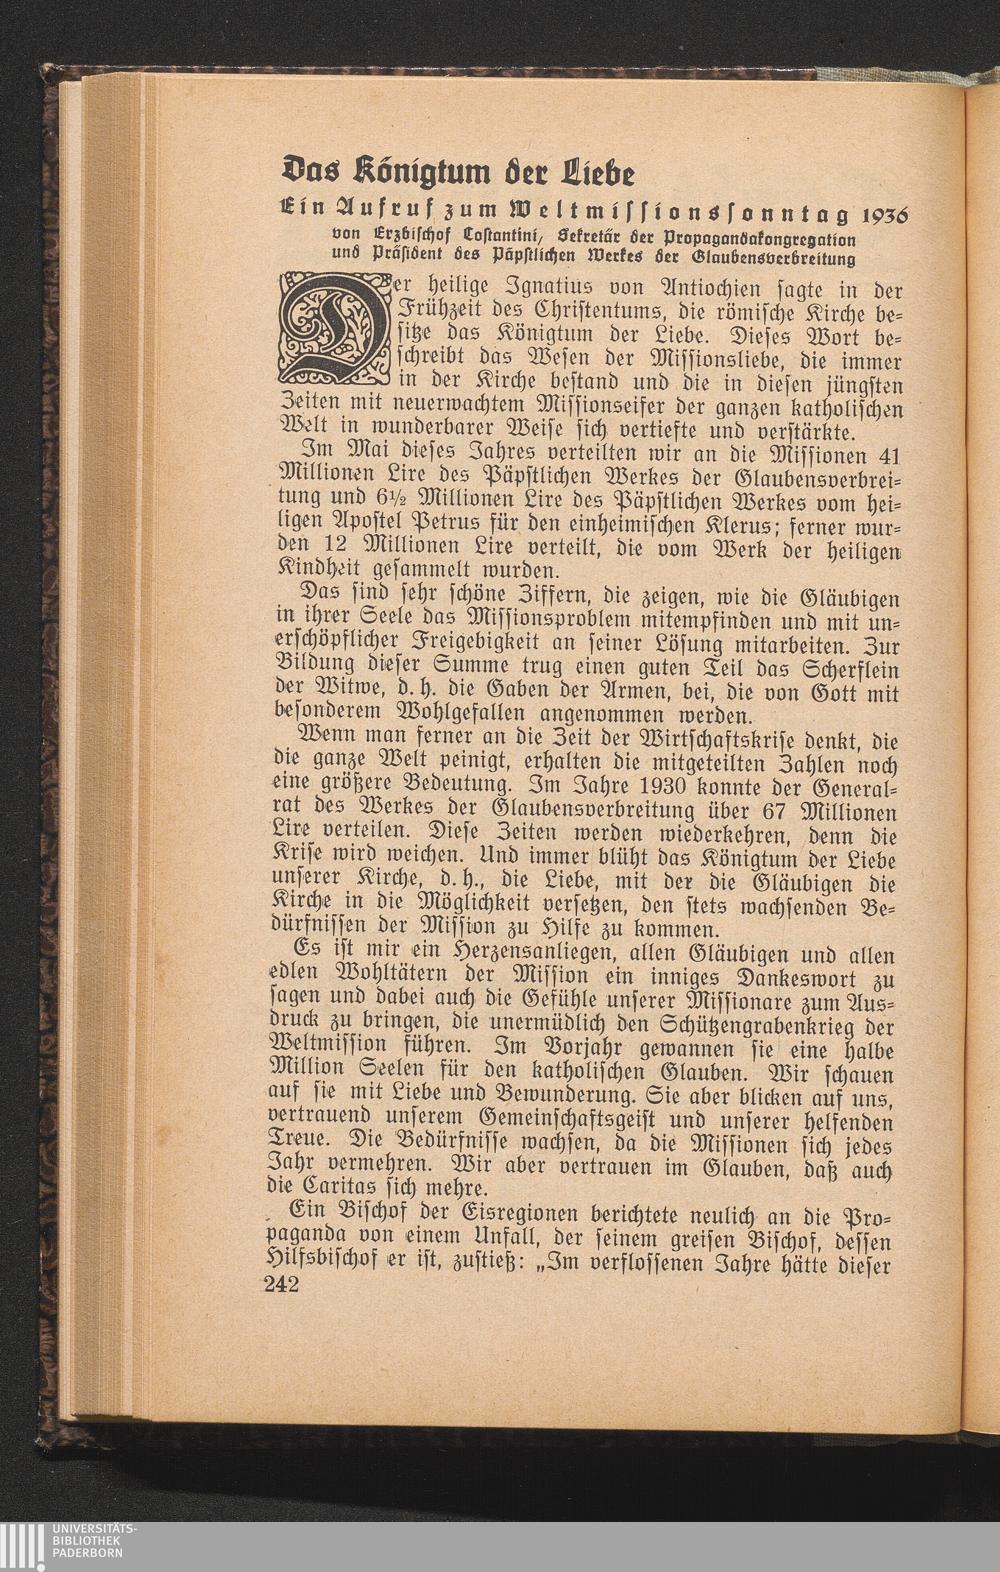 Das Königtum der Liebe
Ein Aufruf zum Weltmissionssonntag 1936
von Erzbischof Costantini, Sekretär der Propagandakongregation
und Präsident des Päpstlichen Werkes der Glaubensverbreitung
Der heilige Ignatius von Antiochien sagte in der
Frühzeit des Christentums, die römische Kirche be-
sitze das Königtum der Liebe. Dieses Wort be-
schreibt das Wesen der Missionsliebe, die immer
in der Kirche bestand und die in diesen jüngsten
Zeiten mit neuerwachtem Missionseifer der ganzen katholischen
Welt in wunderbarer Weise sich vertiefte und verstärkte.
Im Mai dieses Jahres verteilten wir an die Missionen 41
Millionen Lire des Päpstlichen Werkes der Glaubensverbrei-
tung und 6½ Millionen Lire des Päpstlichen Werkes vom hei-
ligen Apostel Petrus für den einheimischen Klerus; ferner wur-
den 12 Millionen Lire verteilt, die vom Werk der heiligen
Kindheit gesammelt wurden.
Das sind sehr schöne Ziffern, die zeigen, wie die Gläubigen
in ihrer Seele das Missionsproblem mitempfinden und mit un-
erschöpflicher Freigebigkeit an seiner Lösung mitarbeiten. Zur
Bildung dieser Summe trug einen guten Teil das Scherflein
der Witwe, d. h. die Gaben der Armen, bei, die von Gott mit
besonderem Wohlgefallen angenommen werden.
Wenn man ferner an die Zeit der Wirtschaftskrise denkt, die
die ganze Welt peinigt, erhalten die mitgeteilten Zahlen noch
eine größere Bedeutung. Im Jahre 1930 konnte der General-
rat des Werkes der Glaubensverbreitung über 67 Millionen
Lire verteilen. Diese Zeiten werden wiederkehren, denn die
Krise wird weichen. Und immer blüht das Königtum der Liebe
unserer Kirche, d. h., die Liebe, mit der die Gläubigen die
Kirche in die Möglichkeit versetzen, den stets wachsenden Be-
dürfnissen der Mission zu Hilfe zu kommen.
Es ist mir ein Herzensanliegen, allen Gläubigen und allen
edlen Wohltätern der Mission ein inniges Dankeswort zu
sagen und dabei auch die Gefühle unserer Missionare zum Aus-
druck zu bringen, die unermüdlich den Schützengrabenkrieg der
Weltmission führen. Im Vorjahr gewannen sie eine halbe
Million Seelen für den katholischen Glauben. Wir schauen
auf sie mit Liebe und Bewunderung. Sie aber blicken auf uns,
vertrauend unserem Gemeinschaftsgeist und unserer helfenden
Treue. Die Bedürfnisse wachsen, da die Missionen sich jedes
Jahr vermehren. Wir aber vertrauen im Glauben, daß auch
die Caritas sich mehre.
Ein Bischof der Eisregionen berichtete neulich an die Pro-
paganda von einem Unfall, der seinem greisen Bischof, dessen
Hilfsbischof er ist, zustieß: „Im verflossenen Jahre hätte dieser
242
UNIVERSITÄTS-
BIBLIOTHEK
PADERBORN